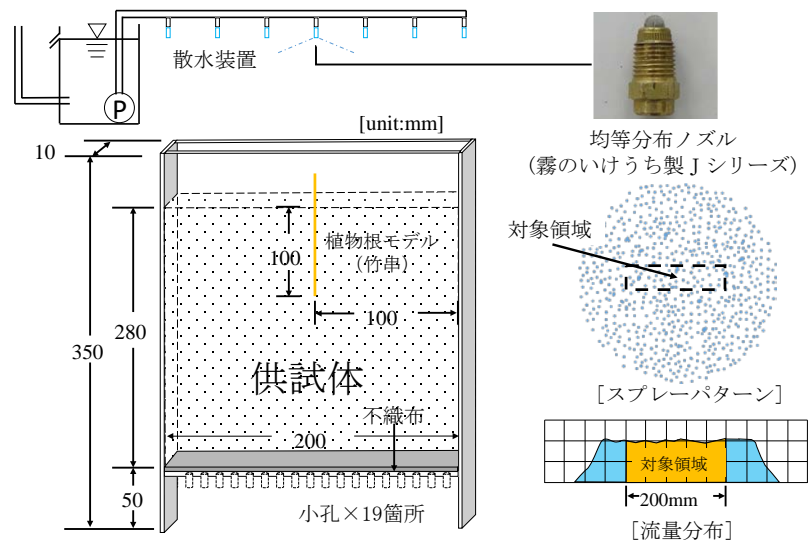 散水装置
P
[unit:mm]
均等分布ノズル
(霧のいけうち製 J シリーズ)
10
対象領域
植物根モデル
(竹串)
100
100
280
350
供試体
[スプレーパターン]
不織布
200
対象領域
50
小孔×19箇所
200mm
[流量分布]